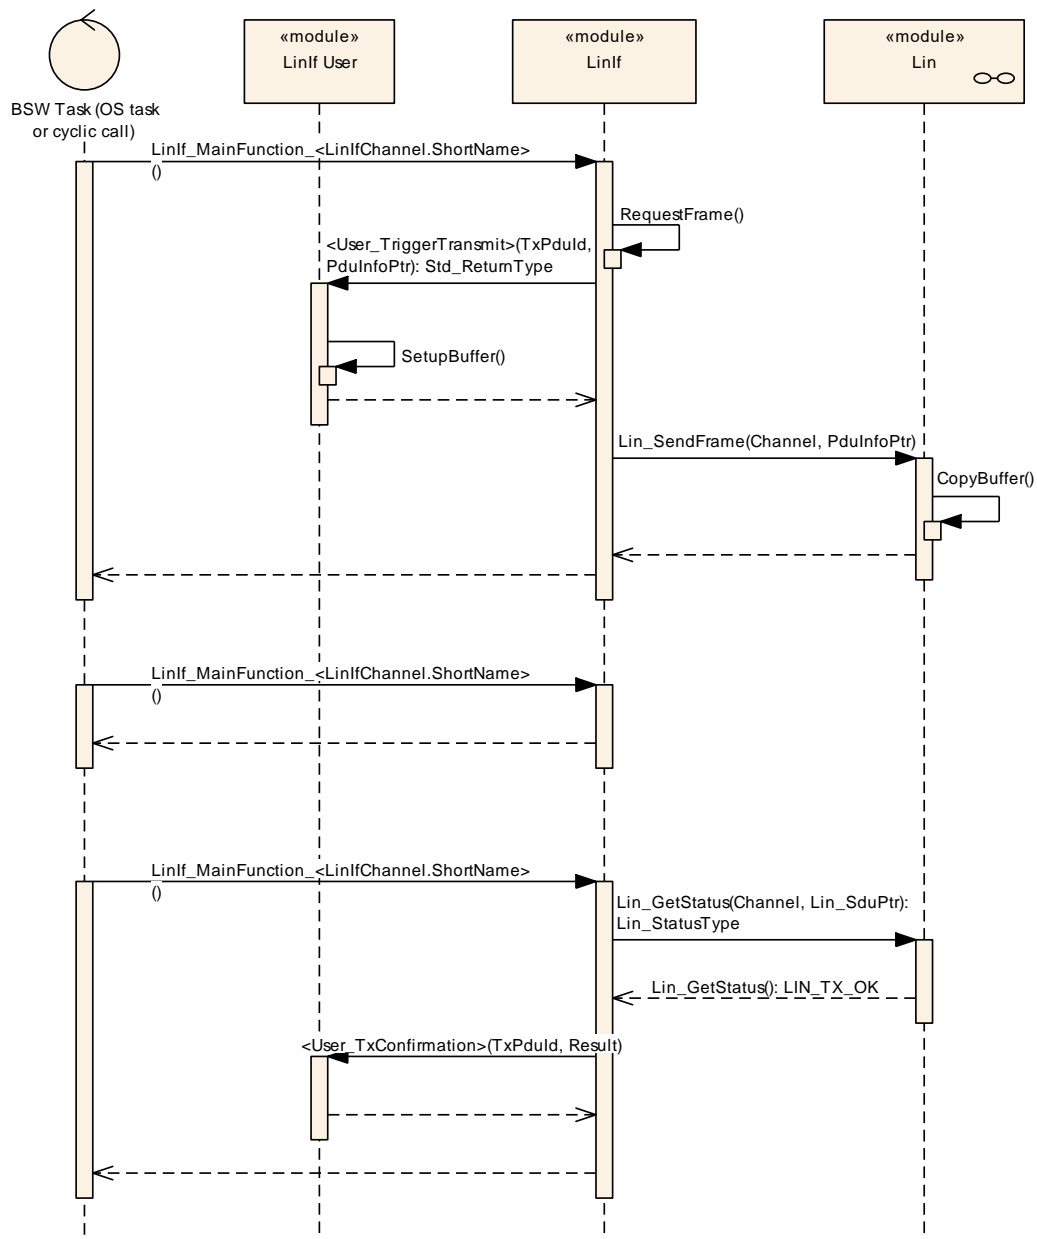 «module»
LinIf User
«module»
LinIf
«module»
Lin
BSW Task (OS task
or cyclic call)
LinIf_MainFunction_<LinIfChannel.ShortName>
()
RequestFrame()
<User_TriggerTransmit>(TxPduId,
PduInfoPtr): Std_ReturnType
SetupBuffer()
Lin_SendFrame(Channel, PduInfoPtr)
CopyBuffer()
LinIf_MainFunction_<LinIfChannel.ShortName>
()
LinIf_MainFunction_<LinIfChannel.ShortName>
()
Lin_GetStatus(Channel, Lin_SduPtr):
Lin_StatusType
Lin_GetStatus(): LIN_TX_OK
<User_TxConfirmation>(TxPduId, Result)